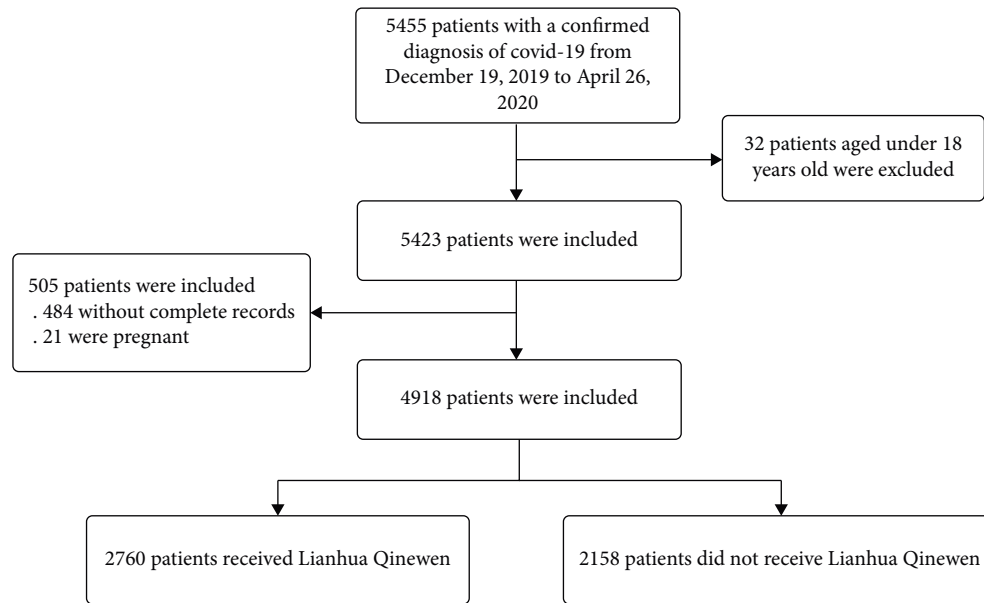 5455 patients with a confirmed
diagnosis of covid-19 from
December 19, 2019 to April 26,
2020
32 patients aged under 18
years old were excluded
5423 patients were included
505 patients were included
. 484 without complete records
. 21 were pregnant
4918 patients were included
2760 patients received Lianhua Qinewen
2158 patients did not receive Lianhua Qinewen